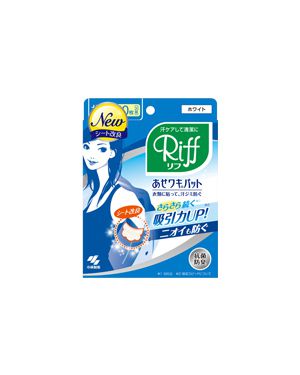 New
シート改良
ホワイト
汗ケアして清潔に
Riff
リフ
あせワキパット
衣類に貼って、汗ジミ防ぐ
さらさら続く
吸引力UP!
ニオイも防ぐ
シート改良
小林製薬
抗菌
防臭